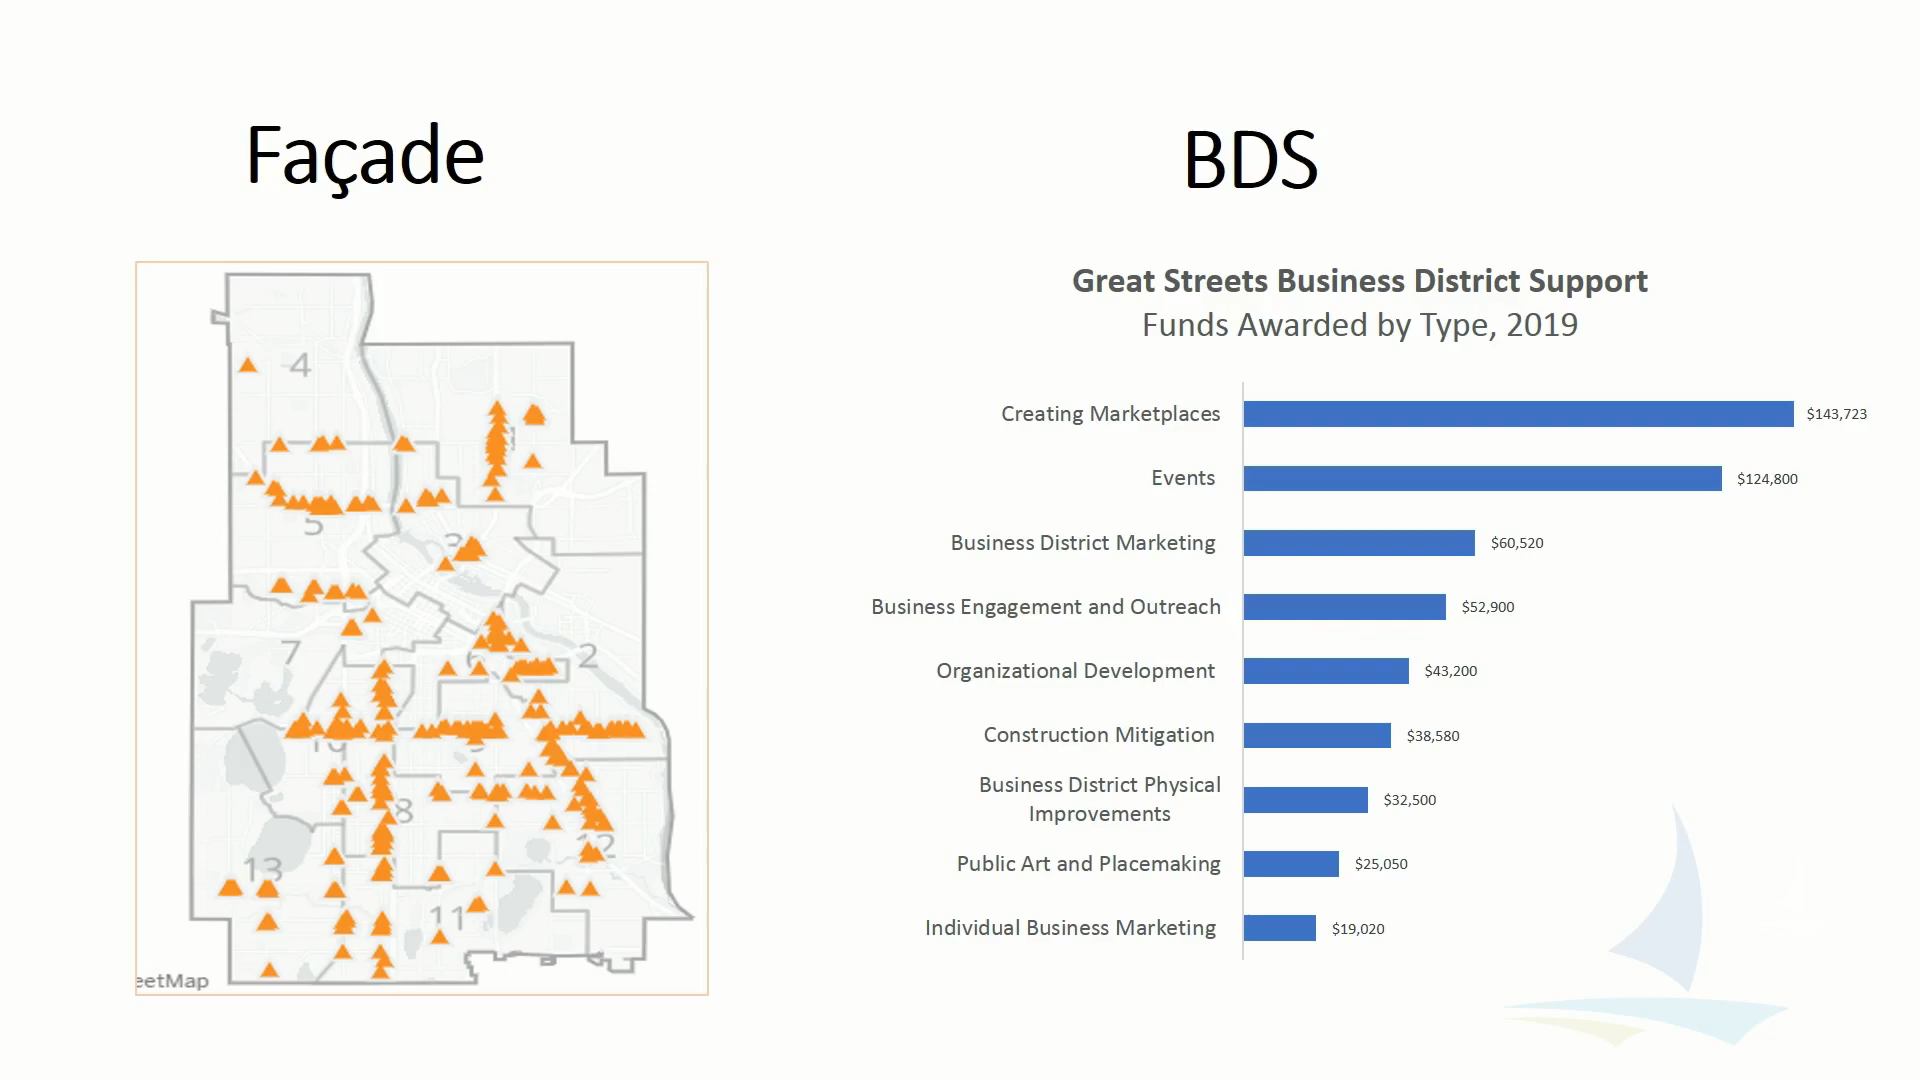 Façade
BDS
Great Streets Business District Support
Funds Awarded by Type, 2019
Creating Marketplaces $143,723
Events $124,800
Business District Marketing $60,520
Business Engagement and Outreach $52,900
Organizational Development $43,200
Construction Mitigation $38,580
Business District Physical
Improvements $32,500
Public Art and Placemaking $25,050
Individual Business Marketing $19,020
4
5
7
2
8
13
11
eetMap